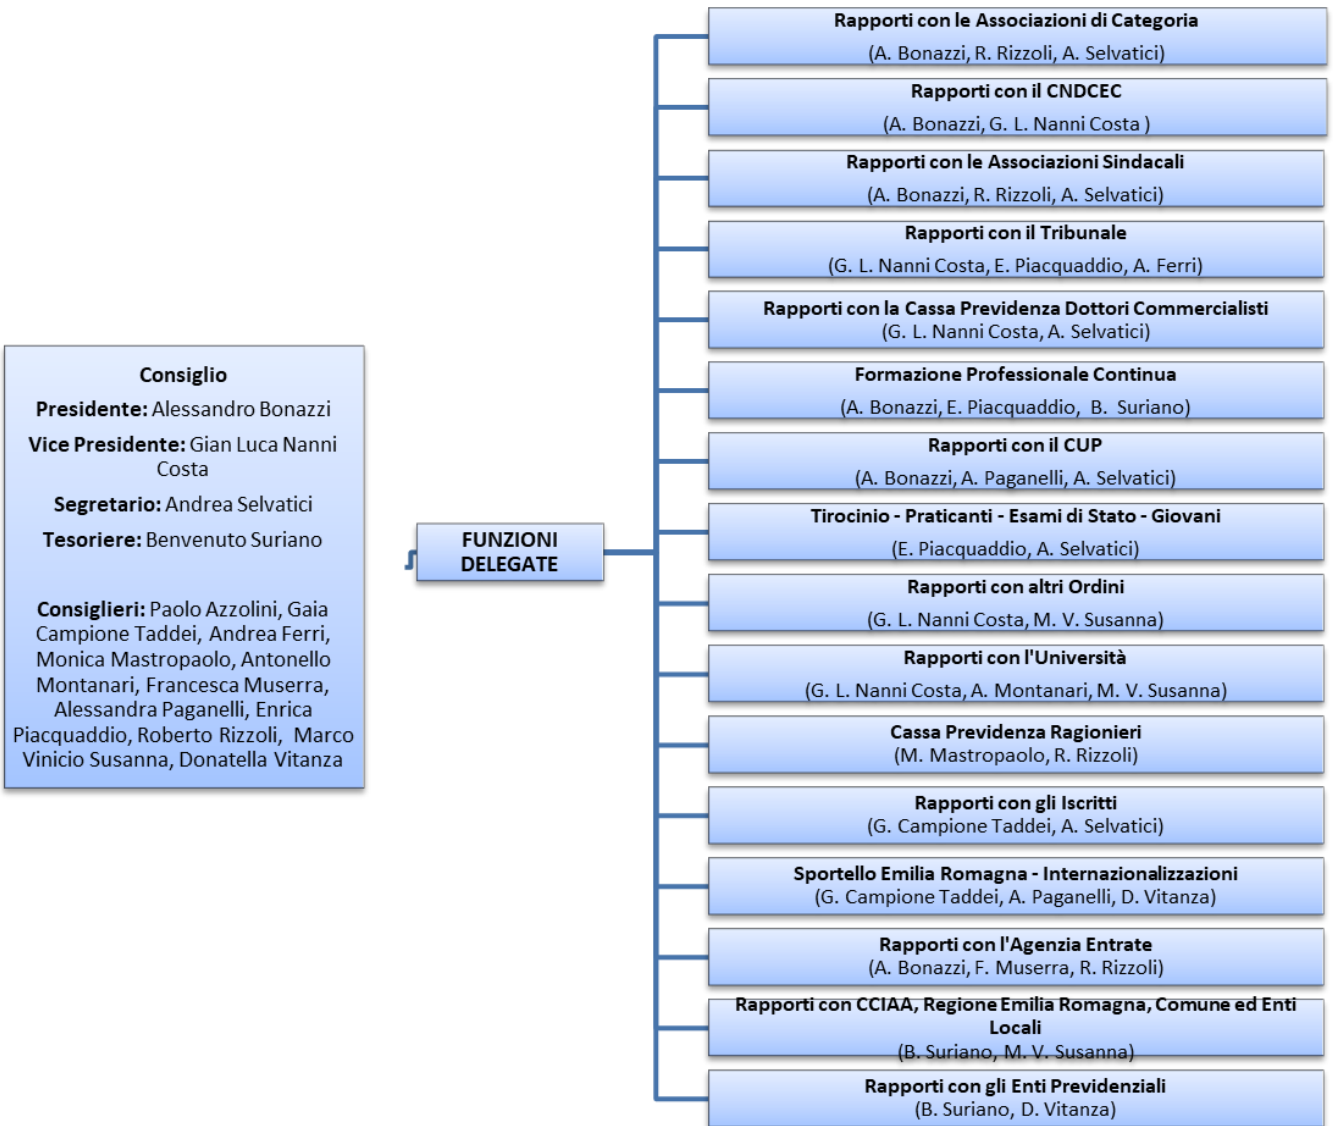 Consiglio
Presidente: Alessandro Bonazzi
Vice Presidente: Gian Luca Nanni
Costa
Segretario: Andrea Selvatici
Tesoriere: Benvenuto Suriano
Consiglieri: Paolo Azzolini, Gaia
Campione Taddei, Andrea Ferri,
Monica Mastropaolo, Antonello
Montanari, Francesca Muserra,
Alessandra Paganelli, Enrica
Piacquaddio, Roberto Rizzoli, Marco
Vinicio Susanna, Donatella Vitanza
FUNZIONI
DELEGATE
Rapporti con le Associazioni di Categoria
(A. Bonazzi, R. Rizzoli, A. Selvatici)
Rapporti con il CNDCEC
(A. Bonazzi, G. L. Nanni Costa )
Rapporti con le Associazioni Sindacali
(A. Bonazzi, R. Rizzoli, A. Selvatici)
Rapporti con il Tribunale
(G. L. Nanni Costa, E. Piacquaddio, A. Ferri)
Rapporti con la Cassa Previdenza Dottori Commercialisti
(G. L. Nanni Costa, A. Selvatici)
Formazione Professionale Continua
(A. Bonazzi, E. Piacquaddio, B. Suriano)
Rapporti con il CUP
(A. Bonazzi, A. Paganelli, A. Selvatici)
Tirocinio - Praticanti - Esami di Stato - Giovani
(E. Piacquaddio, A. Selvatici)
Rapporti con altri Ordini
(G. L. Nanni Costa, M. V. Susanna)
Rapporti con l'Università
(G. L. Nanni Costa, A. Montanari, M. V. Susanna)
Cassa Previdenza Ragionieri
(M. Mastropaolo, R. Rizzoli)
Rapporti con gli Iscritti
(G. Campione Taddei, A. Selvatici)
Sportello Emilia Romagna - Internazionalizzazioni
(G. Campione Taddei, A. Paganelli, D. Vitanza)
Rapporti con l'Agenzia Entrate
(A. Bonazzi, F. Muserra, R. Rizzoli)
Rapporti con CCIAA, Regione Emilia Romagna, Comune ed Enti
Locali
(B. Suriano, M. V. Susanna)
Rapporti con gli Enti Previdenziali
(B. Suriano, D. Vitanza)